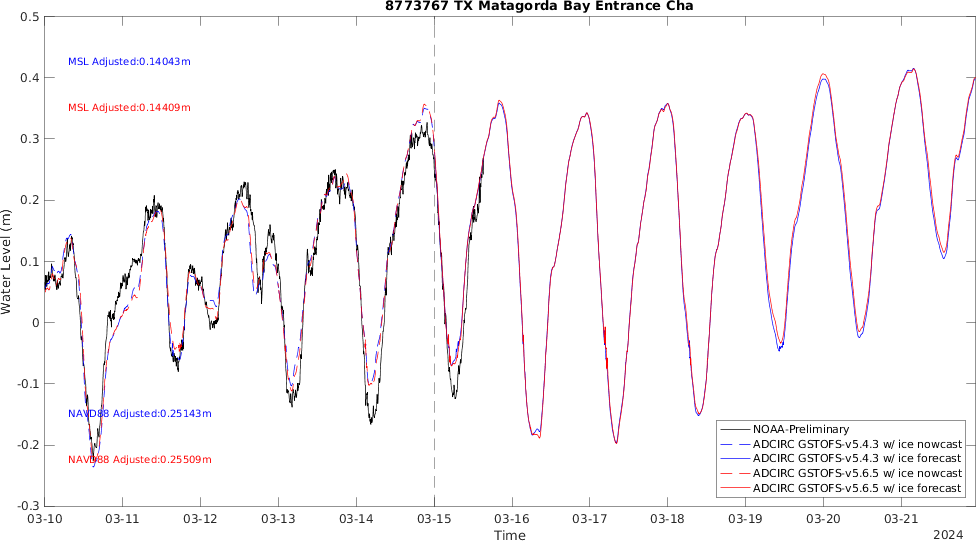 8773767 TX Matagorda Bay Entrance Cha
0.5
0.4
0.3
0.2
0.1
0
-0.1
-0.2
-0.3
Water Level (m)
MSL Adjusted:0.14043m
MSL Adjusted:0.14409m
NAVD88 Adjusted:0.25143m
NAVD88 Adjusted:0.25509m
NOAA-Preliminary
ADCIRC GSTOFS-v5.4.3 w/ ice nowcast
ADCIRC GSTOFS-v5.4.3 w/ ice forecast
ADCIRC GSTOFS-v5.6.5 w/ ice nowcast
ADCIRC GSTOFS-v5.6.5 w/ ice forecast
03-10 03-11 03-12 03-13 03-14 03-15 03-16 03-17 03-18 03-19 03-20 03-21
Time
2024